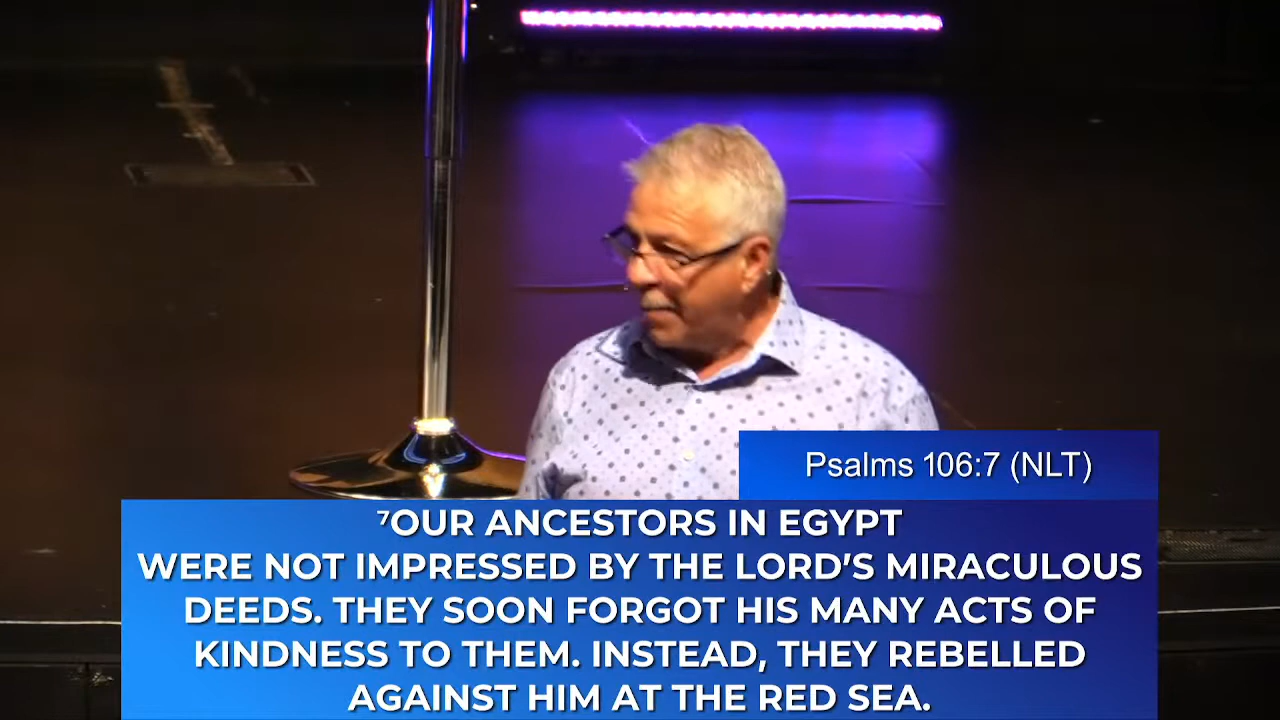 Psalms 106:7 (NLT)
⁷OUR ANCESTORS IN EGYPT
WERE NOT IMPRESSED BY THE LORD'S MIRACULOUS
DEEDS. THEY SOON FORGOT HIS MANY ACTS OF
KINDNESS TO THEM. INSTEAD, THEY REBELLED
AGAINST HIM AT THE RED SEA.